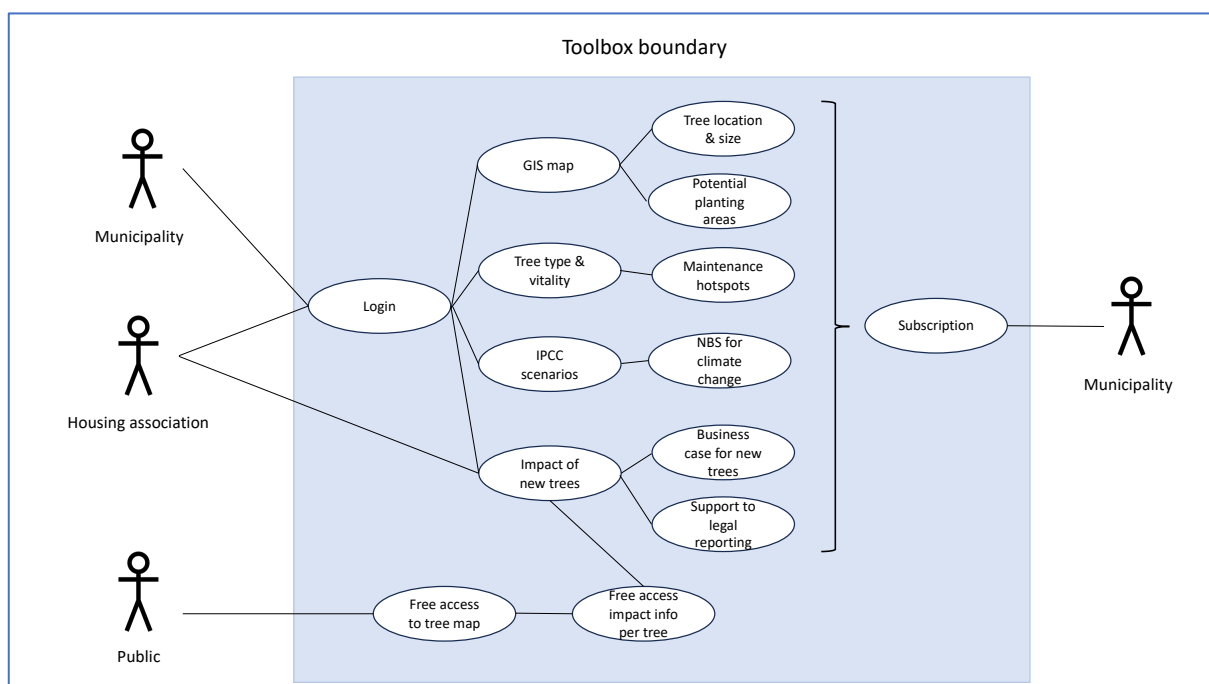 Toolbox boundary
Municipality
Housing association
Public
Login
GIS map
Tree type &
vitality
IPCC
scenarios
Impact of
new trees
Free access
to tree map
Free access
impact info
per tree
Tree location
& size
Potential
planting
areas
Maintenance
hotspots
NBS for
climate
change
Business
case for new
trees
Support to
legal
reporting
Subscription
Municipality